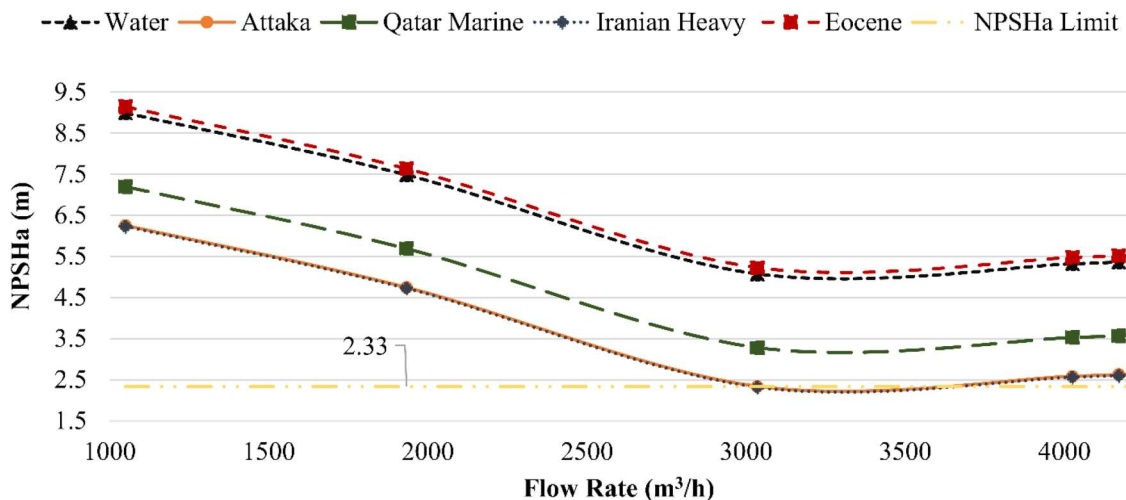 Water Attaka Qatar Marine Iranian Heavy Eocene NPSHa Limit
9.5
8.5
7.5
6.5
5.5
4.5
3.5
2.5
1.5
NPSHa (m)
2.33
1000 1500 2000 2500 3000 3500 4000
Flow Rate (m³/h)